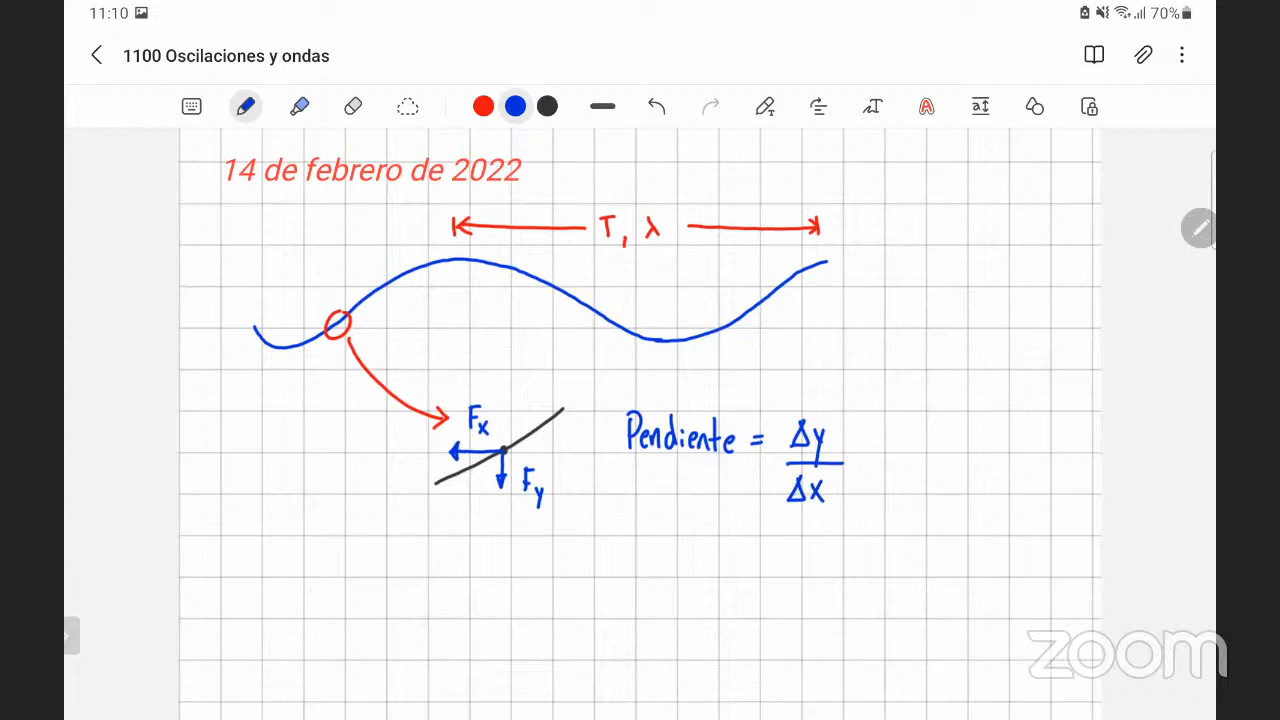 11:10
70%
1100 Oscilaciones y ondas
14 de febrero de 2022
T, λ
Fx
Fy
Pendiente = Δy
Δx
zoom